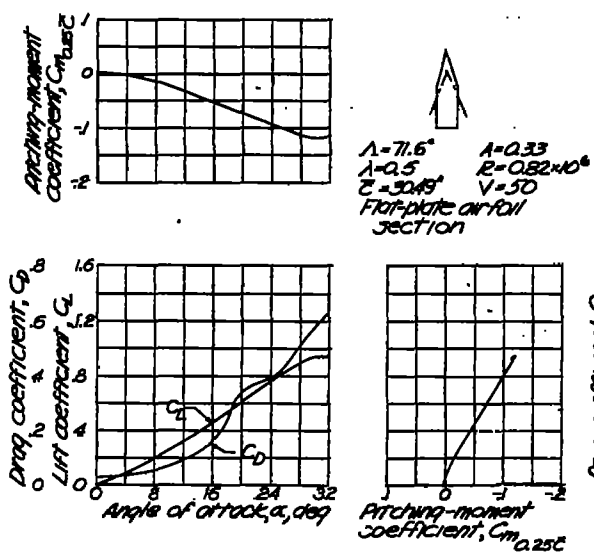 Pitching-moment
coefficient, Cm0.25c̄
.1
0
-.1
-.2
Λ=71.6° A=0.33
λ=0.5 R=0.82×10⁶
c̄=30.49" V=50
Flat-plate airfoil
section
Drag coefficient, CD
.8
.6
.4
.2
0
Lift coefficient, CL
1.6
1.2
.8
.4
0
CL
CD
0 8 16 24 32
Angle of attack, α, deg
.1 0 -.1 -.2
Pitching-moment
coefficient, Cm0.25c̄